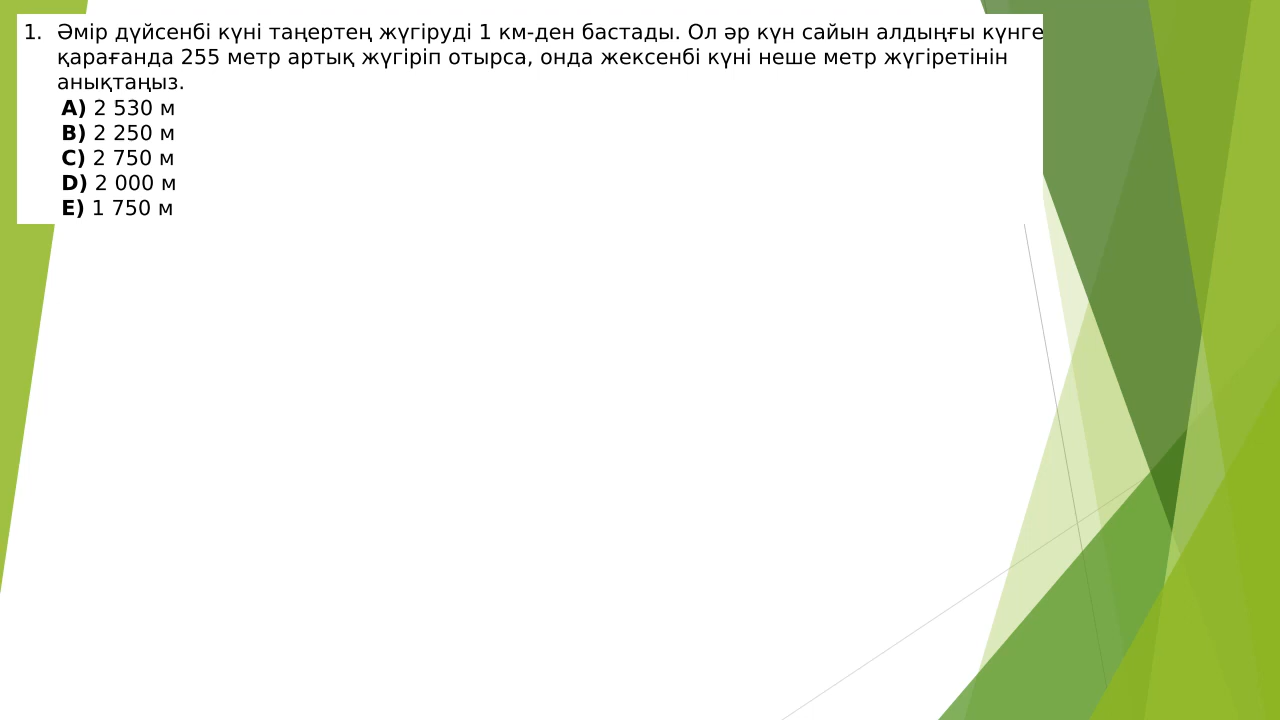 1. Әмір дүйсенбі күні таңертең жүгіруді 1 км-ден бастады. Ол әр күн сайын алдыңғы күнге
қарағанда 255 метр артық жүгіріп отырса, онда жексенбі күні неше метр жүгіретінін
анықтаңыз.
A) 2 530 м
B) 2 250 м
C) 2 750 м
D) 2 000 м
E) 1 750 м